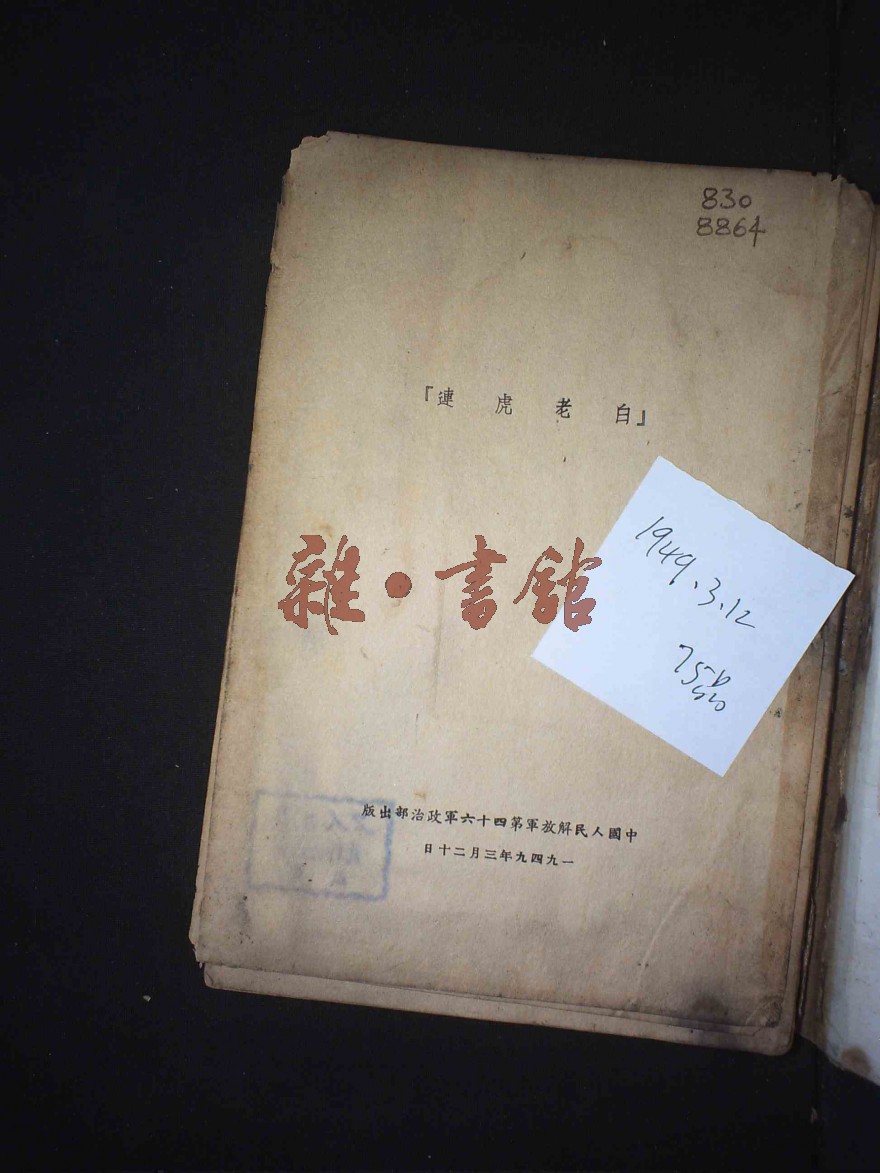 830
8864
『白老虎連』
1949.3.12
雜·書館
中國人民解放軍第四十六軍政治部出版
一九四九年三月二十日